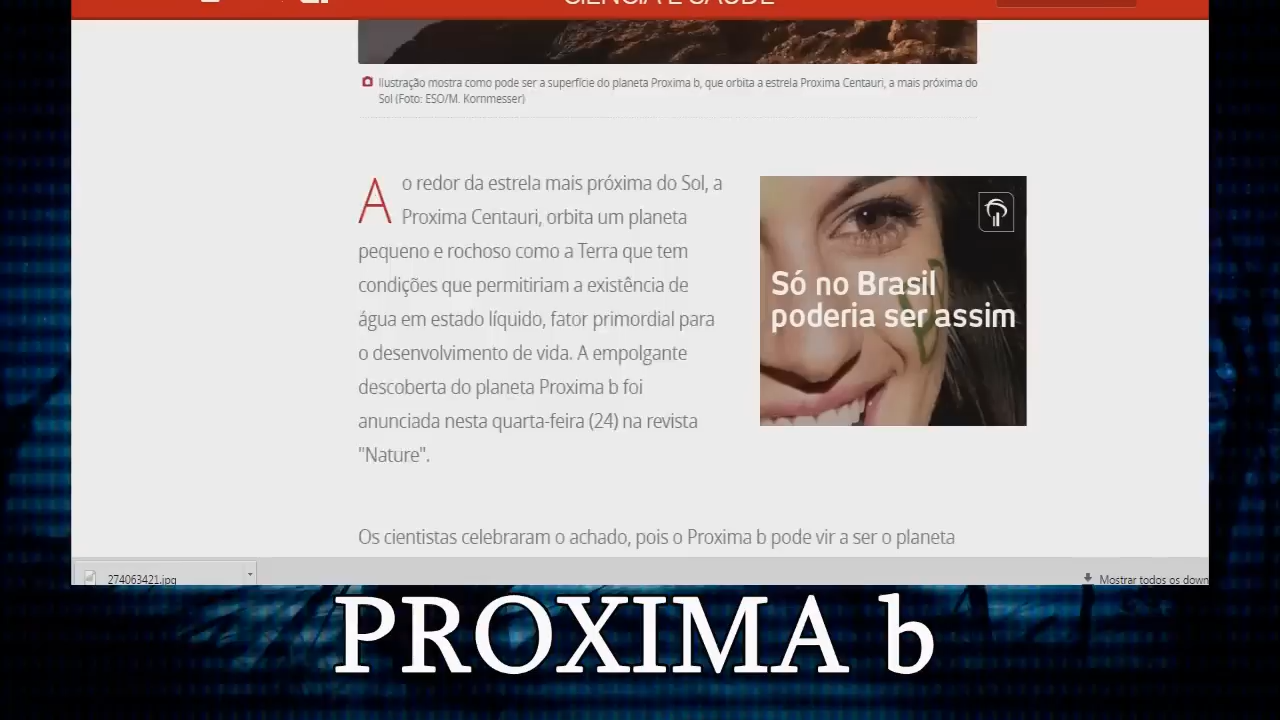 CIÊNCIA E SAÚDE
Ilustração mostra como pode ser a superfície do planeta Proxima b, que orbita a estrela Proxima Centauri, a mais próxima do
Sol (Foto: ESO/M. Kornmesser)
Ao redor da estrela mais próxima do Sol, a
Proxima Centauri, orbita um planeta
pequeno e rochoso como a Terra que tem
condições que permitiriam a existência de
água em estado líquido, fator primordial para
o desenvolvimento de vida. A empolgante
descoberta do planeta Proxima b foi
anunciada nesta quarta-feira (24) na revista
"Nature".
Só no Brasil
poderia ser assim
Os cientistas celebraram o achado, pois o Proxima b pode vir a ser o planeta
274063421.jpg
Mostrar todos os down
PROXIMA b